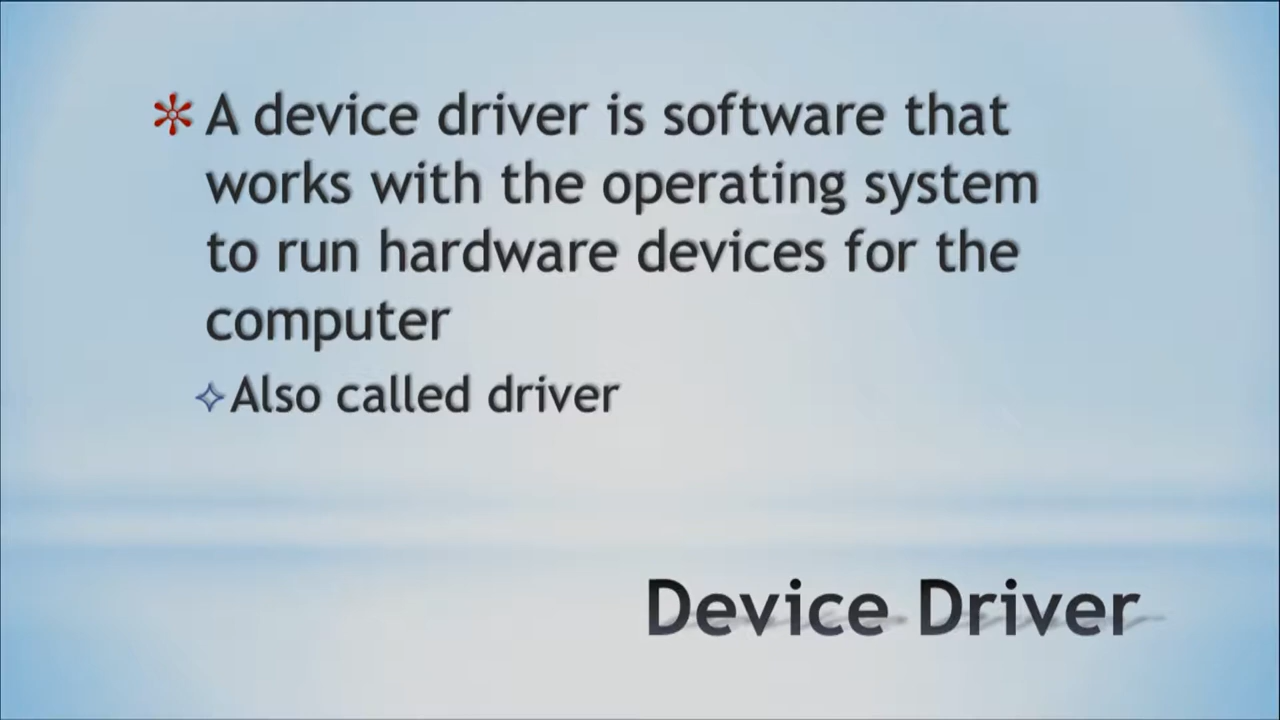 A device driver is software that
works with the operating system
to run hardware devices for the
computer
Also called driver
Device Driver